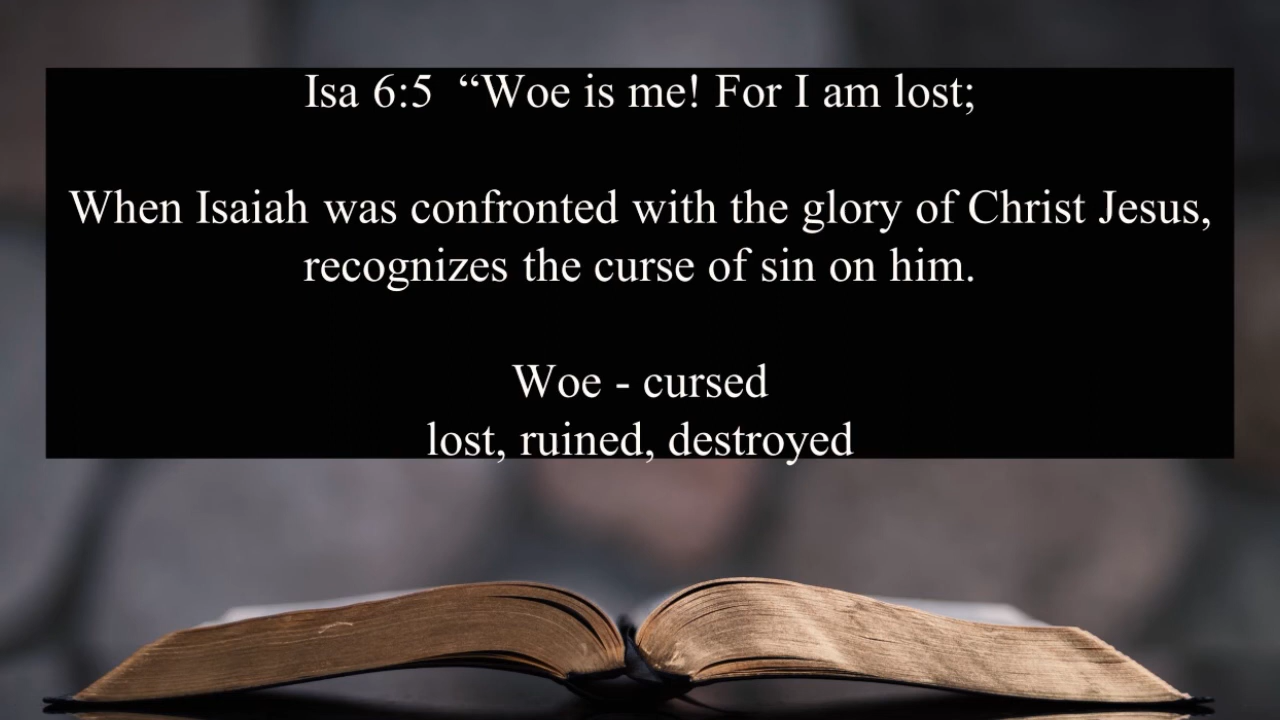 Isa 6:5  “Woe is me! For I am lost;
When Isaiah was confronted with the glory of Christ Jesus,
recognizes the curse of sin on him.
Woe - cursed
lost, ruined, destroyed